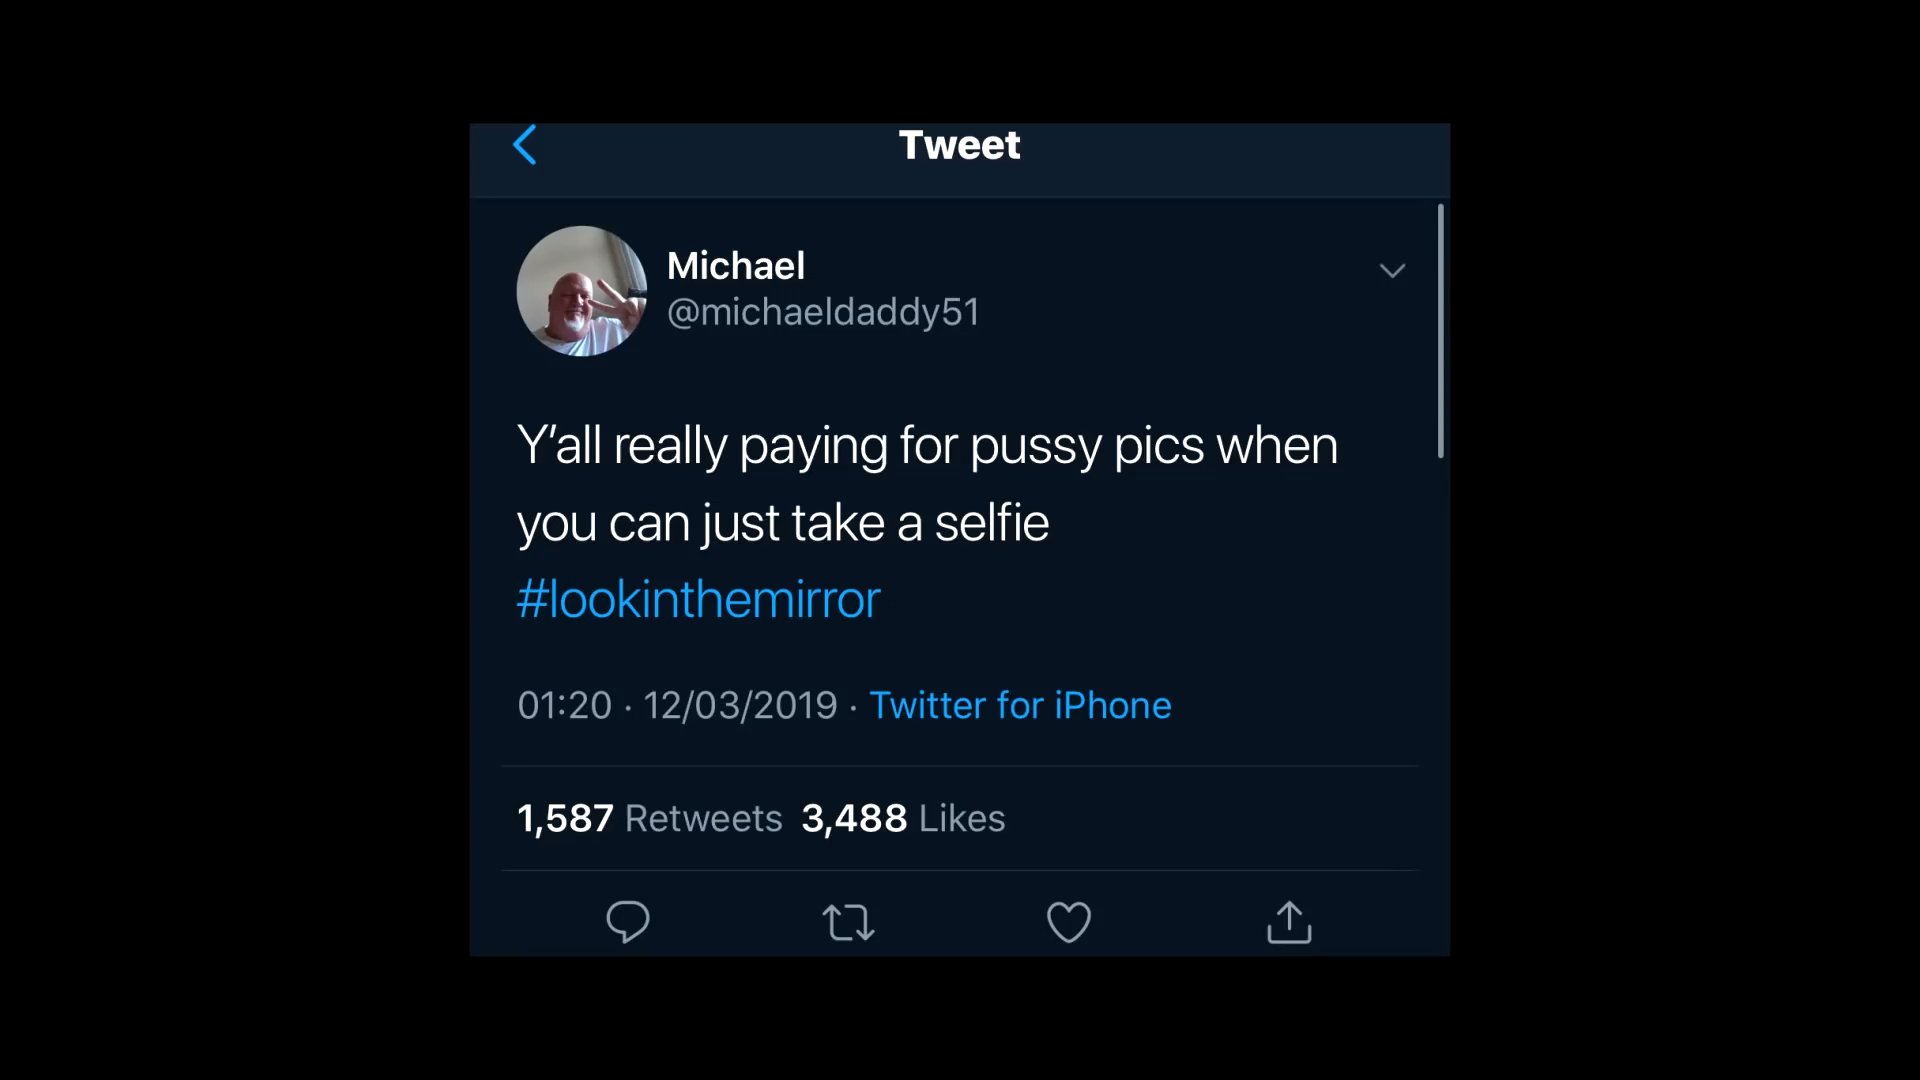 Tweet
Michael
@michaeldaddy51
Y'all really paying for pussy pics when
you can just take a selfie
#lookinthemirror
01:20 · 12/03/2019 · Twitter for iPhone
1,587 Retweets 3,488 Likes